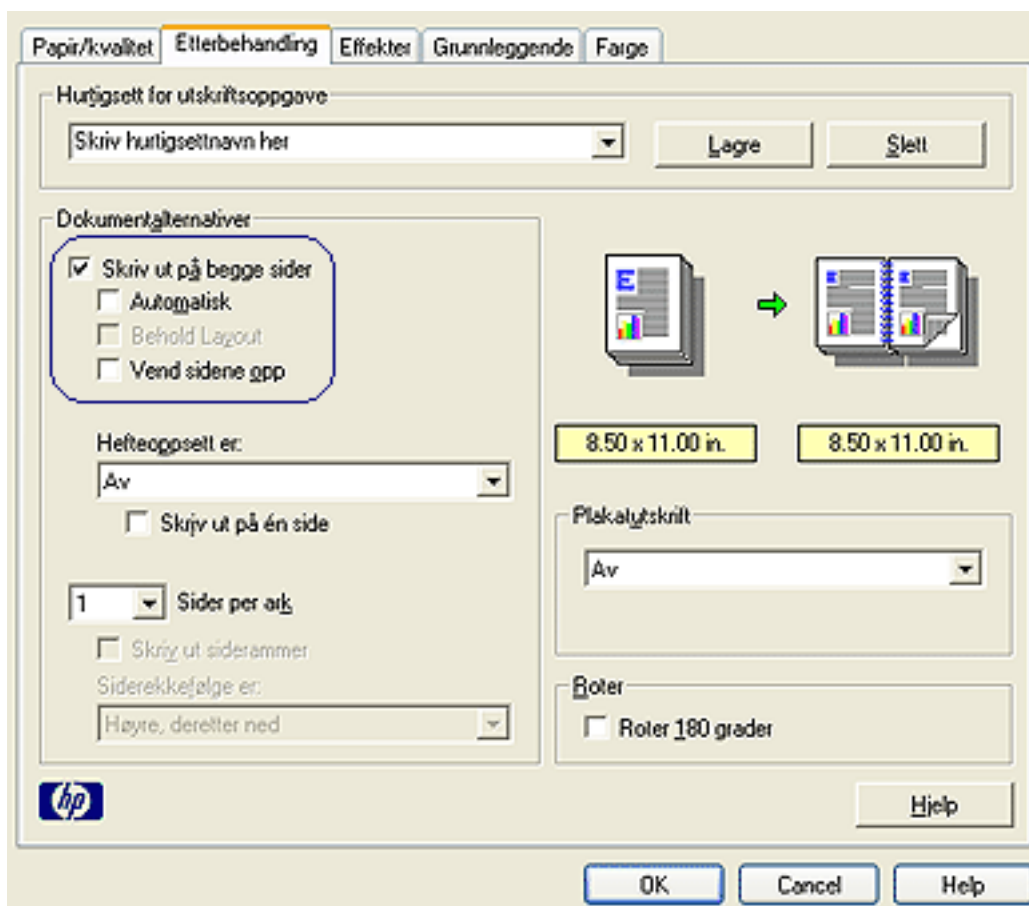 Papir/kvalitet Etterbehandling Effekter Grunnleggende Farge
Hurtigsett for utskriftsoppgave
Skriv hurtigsettnavn her Lagre Slett
Dokumentalternativer
Skriv ut på begge sider
Automatisk
Behold Layout
Vend sidene opp
Hefteoppsett er:
Av
Skriv ut på én side
1 Sider per ark
Skriv ut siderammer
Siderekkefølge er:
Høyre, deretter ned
E
E E
8.50 x 11.00 in. 8.50 x 11.00 in.
Plakatutskrift
Av
Roter
Roter 180 grader
hp
Hjelp
OK Cancel Help